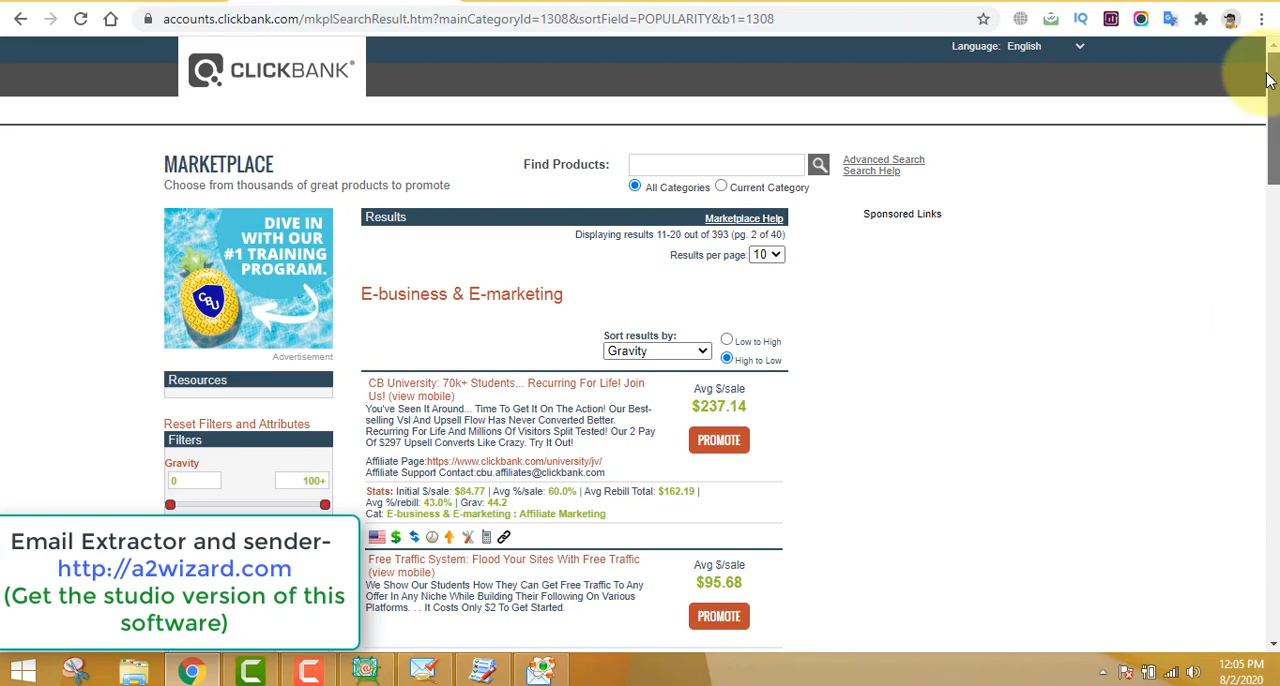 accounts.clickbank.com/mkplSearchResult.htm?mainCategoryId=1308&sortField=POPULARITY&b1=1308
Language: English
CLICKBANK
MARKETPLACE
Choose from thousands of great products to promote
Find Products:
All Categories Current Category
Advanced Search
Search Help
DIVE IN
WITH OUR
#1 TRAINING
PROGRAM.
CBU
Advertisement
Resources
Reset Filters and Attributes
Filters
Gravity
0 100+
Results Marketplace Help
Displaying results 11-20 out of 393 (pg. 2 of 40)
Results per page: 10
E-business & E-marketing
Sort results by:
Gravity
Low to High
High to Low
CB University: 70k+ Students... Recurring For Life! Join
Us! (view mobile)
You've Seen It Around... Time To Get It On The Action! Our Best-
selling Vsl And Upsell Flow Has Never Converted Better.
Recurring For Life And Millions Of Visitors Split Tested! Our 2 Pay
Of $297 Upsell Converts Like Crazy. Try It Out!
Affiliate Page:https://www.clickbank.com/university/jv/
Affiliate Support Contact:cbu.affiliates@clickbank.com
Stats: Initial $/sale: $84.77 | Avg %/sale: 60.0% | Avg Rebill Total: $162.19 |
Avg %/rebill: 43.0% | Grav: 44.2
Cat: E-business & E-marketing : Affiliate Marketing
Avg $/sale
$237.14
PROMOTE
Free Traffic System: Flood Your Sites With Free Traffic
(view mobile)
We Show Our Students How They Can Get Free Traffic To Any
Offer In Any Niche While Building Their Following On Various
Platforms. . . It Costs Only $2 To Get Started.
Avg $/sale
$95.68
PROMOTE
Sponsored Links
Email Extractor and sender-
http://a2wizard.com
(Get the studio version of this
software)
12:05 PM
8/2/2020